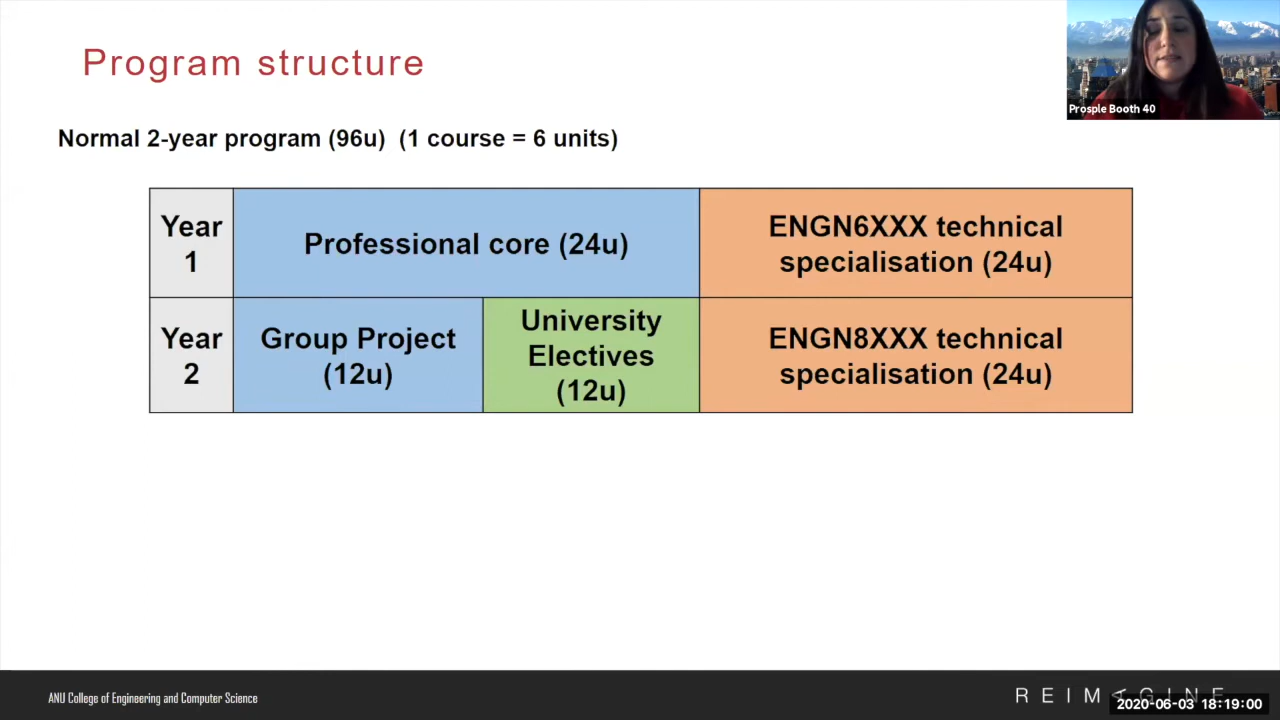 Program structure
Prosple Booth 40
Normal 2-year program (96u) (1 course = 6 units)
Year
1
Professional core (24u)
ENGN6XXX technical
specialisation (24u)
Year
2
Group Project
(12u)
University
Electives
(12u)
ENGN8XXX technical
specialisation (24u)
ANU College of Engineering and Computer Science
REIMAGINE
2020-06-03 18:19:00